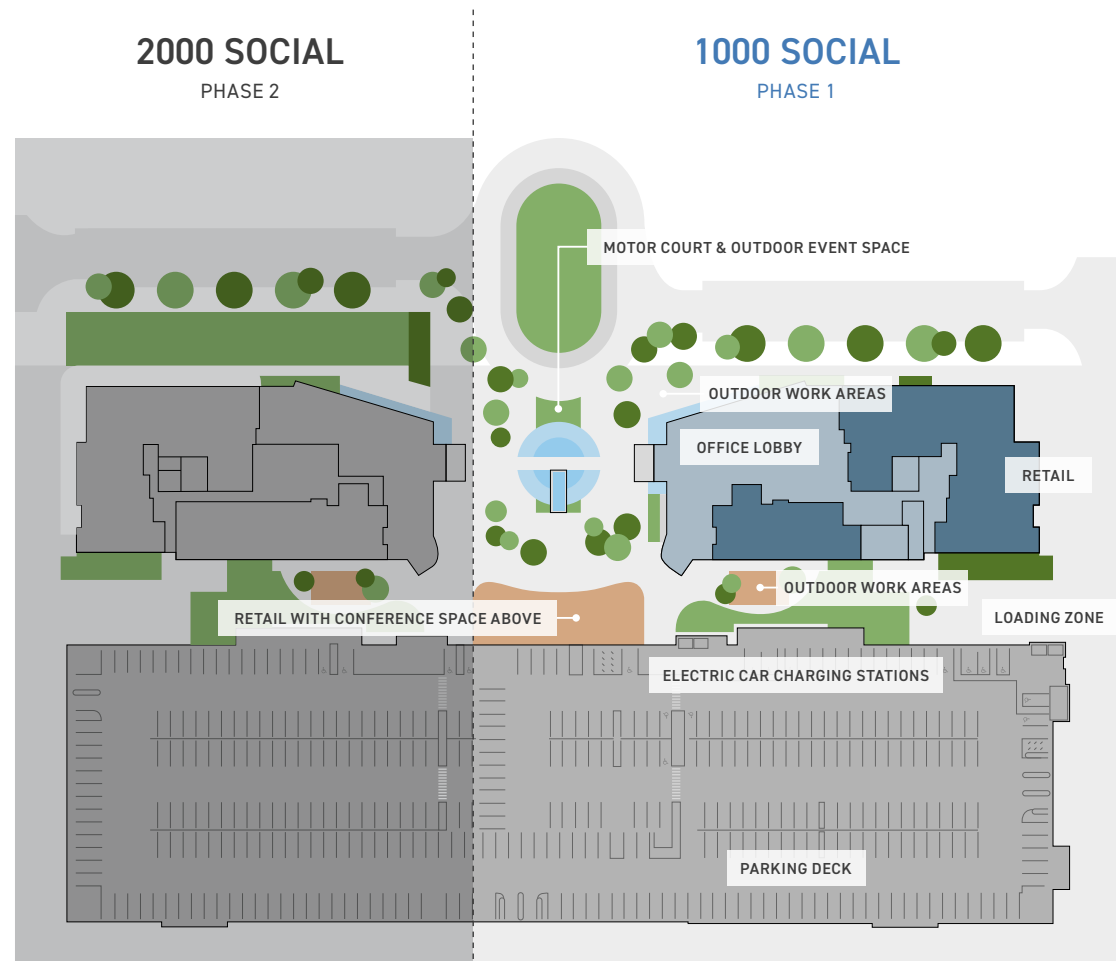 2000 SOCIAL
PHASE 2
1000 SOCIAL
PHASE 1
MOTOR COURT & OUTDOOR EVENT SPACE
OUTDOOR WORK AREAS
OFFICE LOBBY
RETAIL
OUTDOOR WORK AREAS
RETAIL WITH CONFERENCE SPACE ABOVE
LOADING ZONE
ELECTRIC CAR CHARGING STATIONS
PARKING DECK